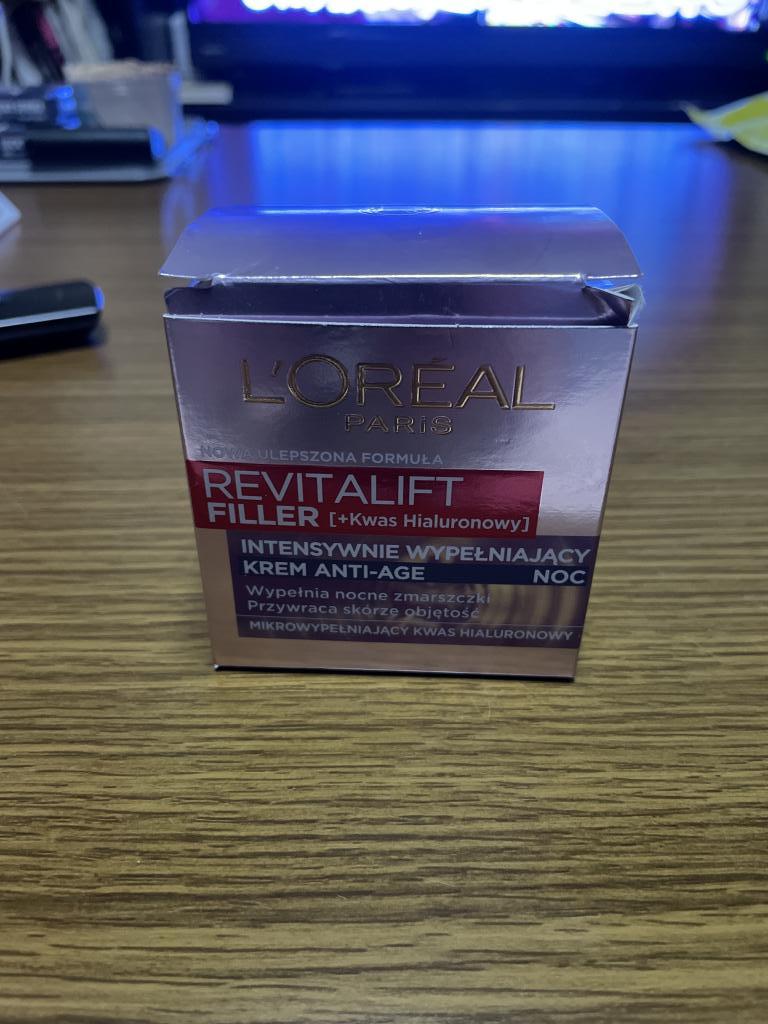 L'ORÉAL
PARIS
NOWA ULEPSZONA FORMUŁA
REVITALIFT
FILLER [+Kwas Hialuronowy]
INTENSYWNIE WYPEŁNIAJĄCY
KREM ANTI-AGE NOC
Wypełnia nocne zmarszczki
Przywraca skórze objętość
MIKROWYPEŁNIAJĄCY KWAS HIALURONOWY